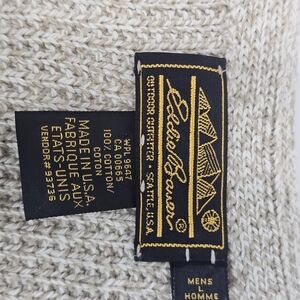 Eddie Bauer®
OUTDOOR OUTFITTER • SEATTLE, U.S.A.
WPL 9647
CA 00665
100% COTTON/
COTON
MADE IN U.S.A.
FABRIQUE AUX
ETATS-UNIS
VENDOR# 93736
MENS
L
HOMME